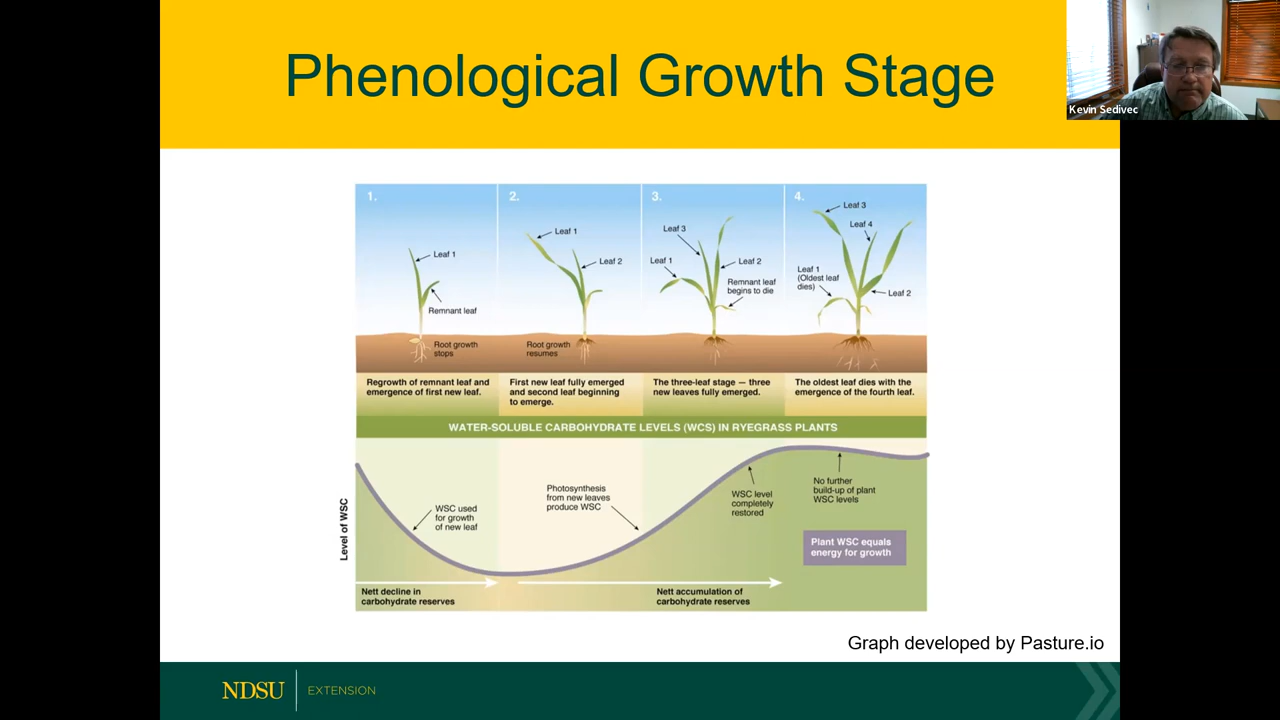 Phenological Growth Stage
Kevin Sedivec
1.
Leaf 1
Remnant leaf
Root growth
stops
2.
Leaf 1
Leaf 2
Root growth
resumes
3.
Leaf 3
Leaf 1
Leaf 2
Remnant leaf
begins to die
4.
Leaf 3
Leaf 4
Leaf 1
(Oldest leaf
dies)
Leaf 2
Regrowth of remnant leaf and
emergence of first new leaf.
First new leaf fully emerged
and second leaf beginning
to emerge.
The three-leaf stage — three
new leaves fully emerged.
The oldest leaf dies with the
emergence of the fourth leaf.
WATER-SOLUBLE CARBOHYDRATE LEVELS (WCS) IN RYEGRASS PLANTS
Level of WSC
WSC used
for growth
of new leaf
Photosynthesis
from new leaves
produce WSC
WSC level
completely
restored
No further
build-up of plant
WSC levels
Plant WSC equals
energy for growth
Nett decline in
carbohydrate reserves
Nett accumulation of
carbohydrate reserves
Graph developed by Pasture.io
NDSU EXTENSION